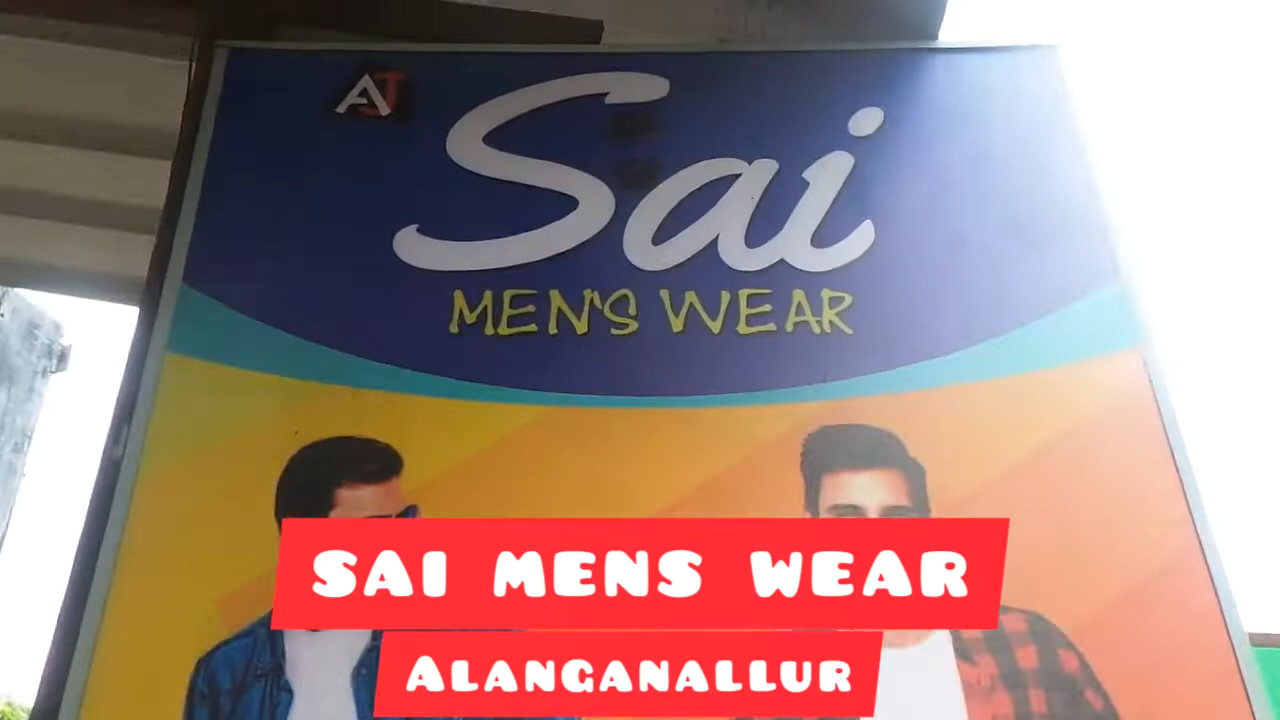 AJ
Sai
MEN'S WEAR
SAI MENS WEAR
ALANGANALLUR